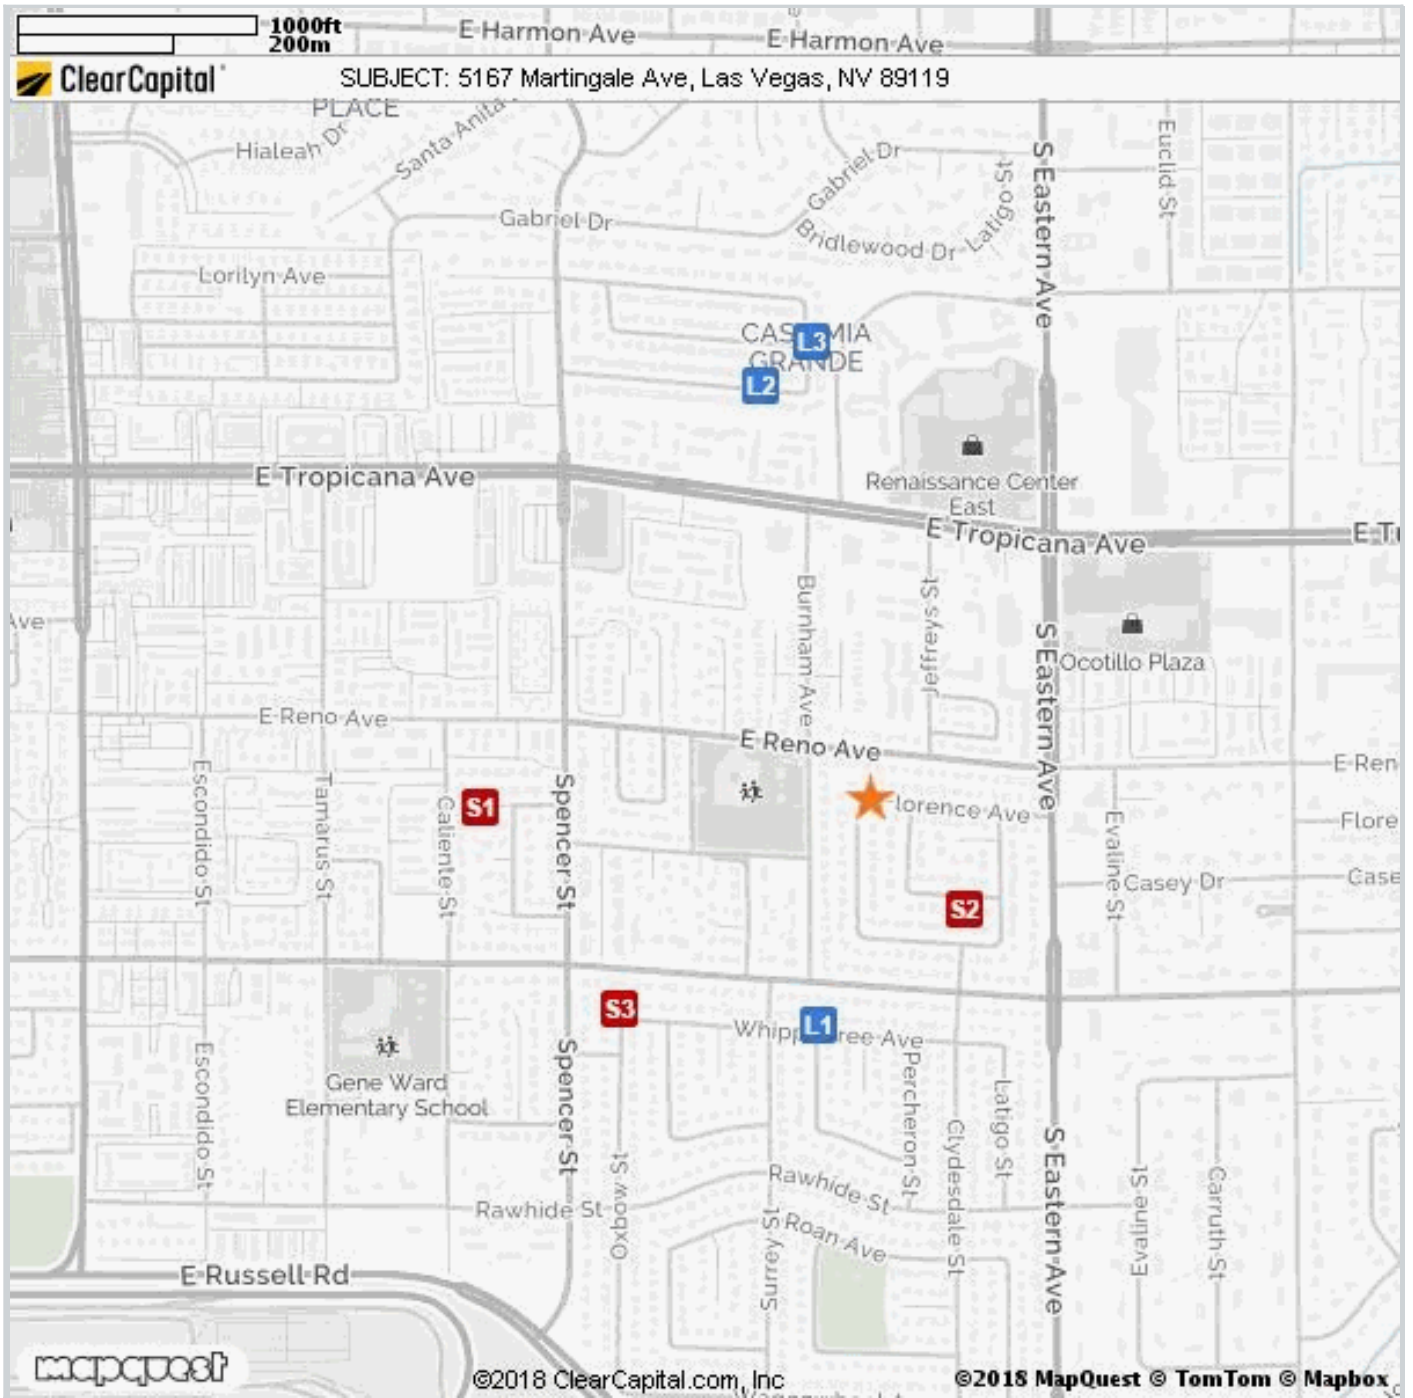 1000ft
200m
E Harmon Ave
E Harmon Ave
ClearCapital
SUBJECT: 5167 Martingale Ave, Las Vegas, NV 89119
PLACE
Hialeah Dr
Santa Anita
Gabriel Dr
Latigo St
S Eastern Ave
Euclid St
Gabriel Dr
Bridlewood Dr
Lorilyn Ave
L3
GRANDE
L2
E Tropicana Ave
Renaissance Center
East
E Tropicana Ave
E Tr
Burnham Ave
Jeffreys St
Ave
S Eastern Ave
Ocotillo Plaza
E Reno Ave
E Reno Ave
E Ren
Escondido St
Tamarus St
Caliente St
S1
Spencer St
lorence Ave
Evaline St
Flore
Casey Dr
Case
S2
S3
Whipp
L1
ree Ave
Gene Ward
Elementary School
Escondido St
Spencer St
Percheron St
Latigo St
Clydesdale St
S Eastern Ave
Oxbow St
Rawhide St
Rawhide St
Surrey St
Roan Ave
Evaline St
Carruth St
E Russell Rd
mapquest
©2018 ClearCapital.com, Inc
©2018 MapQuest © TomTom © Mapbox